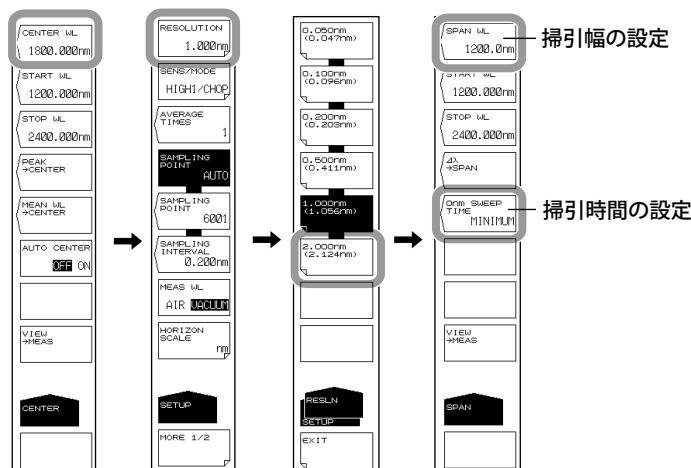 CENTER WL
1800.000nm
START WL
1200.000nm
STOP WL
2400.000nm
PEAK
→CENTER
MEAN WL
→CENTER
AUTO CENTER
OFF ON
VIEW
→MEAS
CENTER
RESOLUTION
1.000nm
SENS/MODE
HIGH1/CHOP
AVERAGE
TIMES
1
SAMPLING
POINT
AUTO
SAMPLING
POINT
6001
SAMPLING
INTERVAL
0.200nm
MEAS WL
AIR VACUUM
HORIZON
SCALE
nm
SETUP
MORE 1/2
0.050nm
(0.047nm)
0.100nm
(0.096nm)
0.200nm
(0.203nm)
0.500nm
(0.411nm)
1.000nm
(1.056nm)
2.000nm
(2.124nm)
RESLN
SETUP
EXIT
SPAN WL
1200.0nm
START WL
1200.000nm
STOP WL
2400.000nm
Δλ
→SPAN
0nm SWEEP
TIME
MINIMUM
VIEW
→MEAS
SPAN
掃引幅の設定
掃引時間の設定